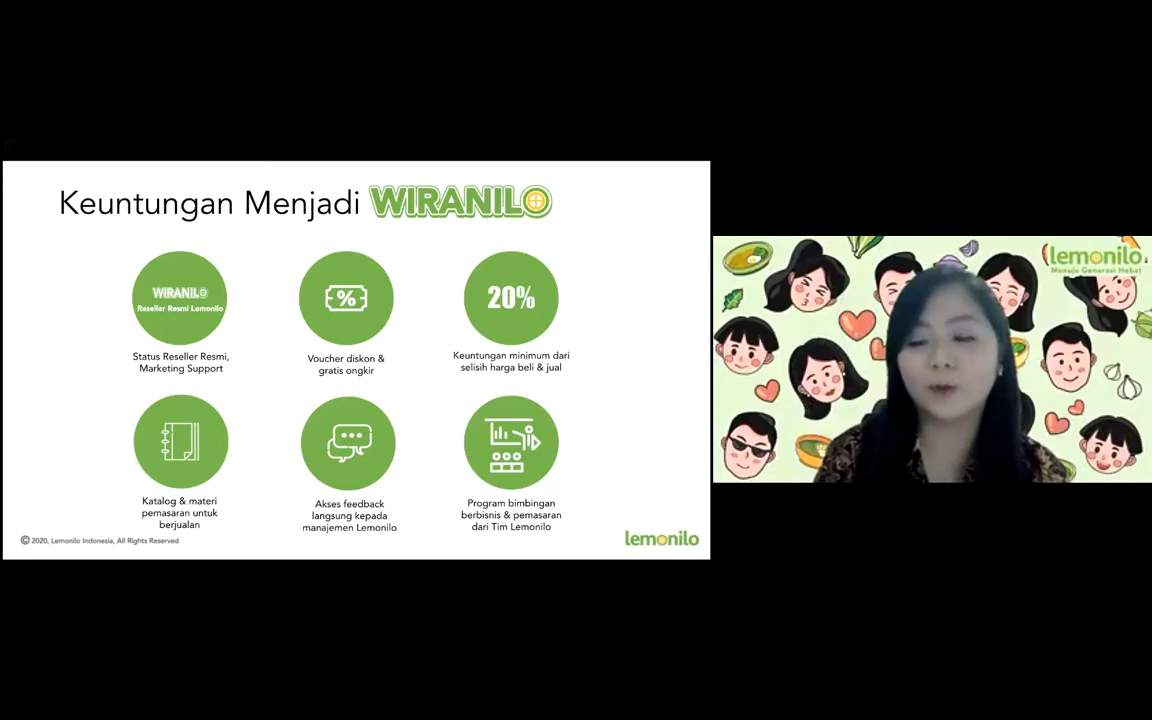 Keuntungan Menjadi WIRANILO
WIRANILO
Reseller Resmi Lemonilo
Status Reseller Resmi,
Marketing Support
%
Voucher diskon &
gratis ongkir
20%
Keuntungan minimum dari
selisih harga beli & jual
Katalog & materi
pemasaran untuk
berjualan
Akses feedback
langsung kepada
manajemen Lemonilo
Program bimbingan
berbisnis & pemasaran
dari Tim Lemonilo
© 2020, Lemonilo Indonesia, All Rights Reserved
lemonilo
lemonilo
Menuju Generasi Hebat